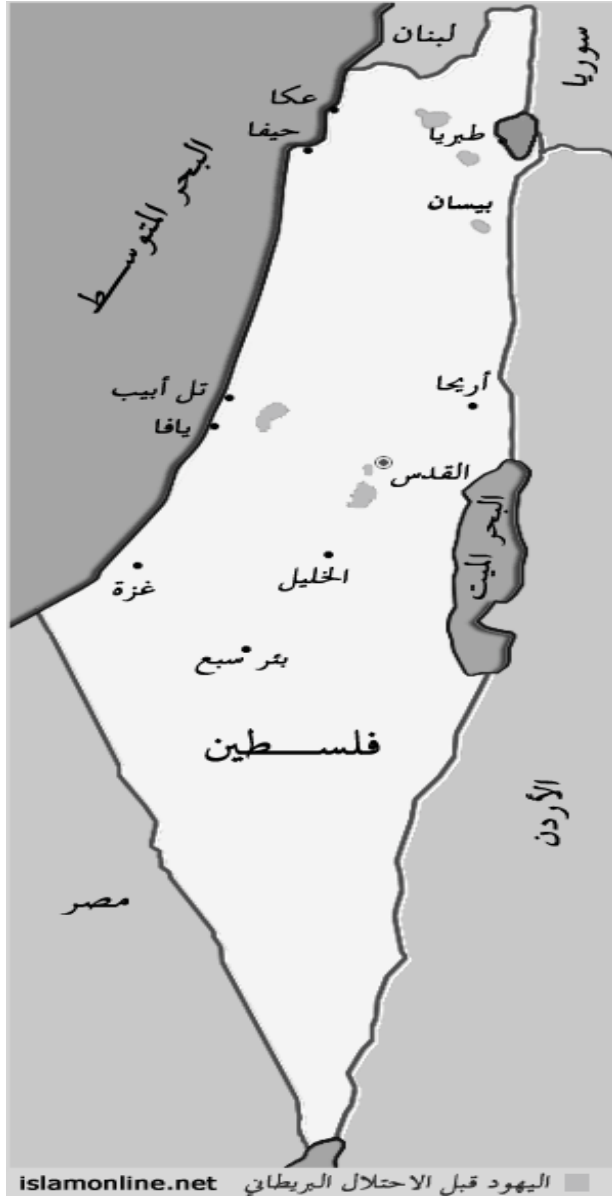 لبنان
سوريا
عكا
حيفا
طبريا
البحر المتوسط
بيسان
تل أبيب
يافا
أريحا
القدس
البحر الميت
غزة
الخليل
بئر سبع
فلسطين
الأردن
مصر
اليهود قبل الاحتلال البريطاني
islamonline.net